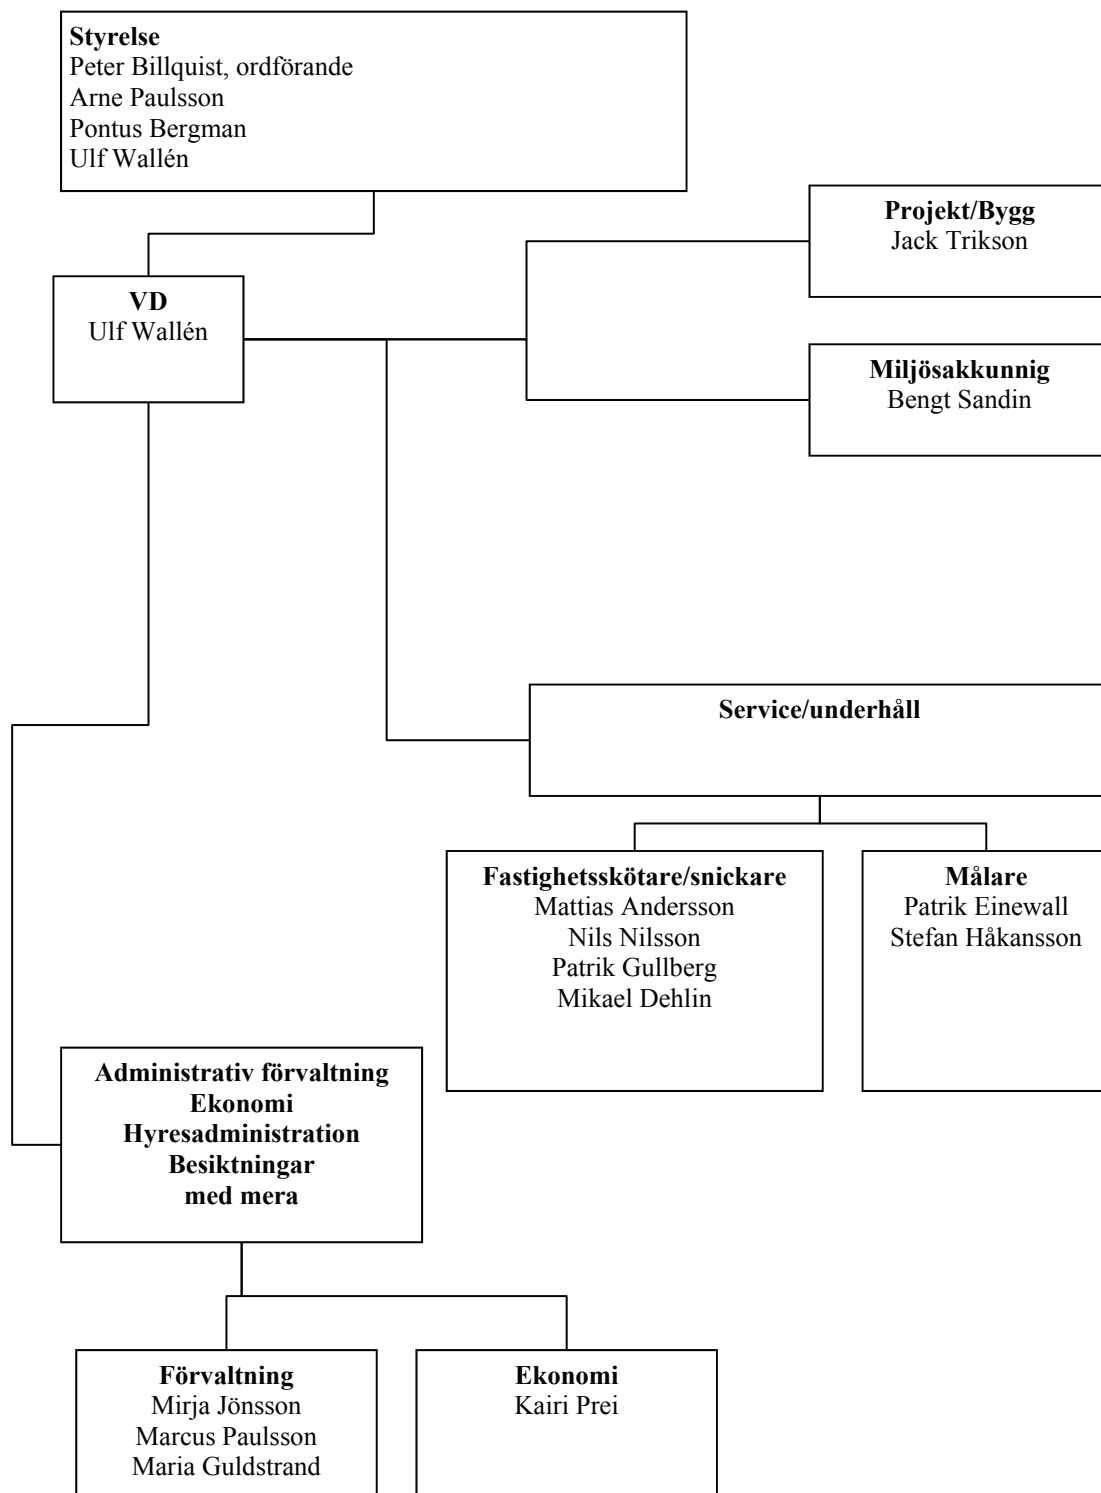 Styrelse
Peter Billquist, ordförande
Arne Paulsson
Pontus Bergman
Ulf Wallén
Projekt/Bygg
Jack Trikson
VD
Ulf Wallén
Miljösakkunnig
Bengt Sandin
Service/underhåll
Fastighetsskötare/snickare
Mattias Andersson
Nils Nilsson
Patrik Gullberg
Mikael Dehlin
Målare
Patrik Einewall
Stefan Håkansson
Administrativ förvaltning
Ekonomi
Hyresadministration
Besiktningar
med mera
Förvaltning
Mirja Jönsson
Marcus Paulsson
Maria Guldstrand
Ekonomi
Kairi Prei